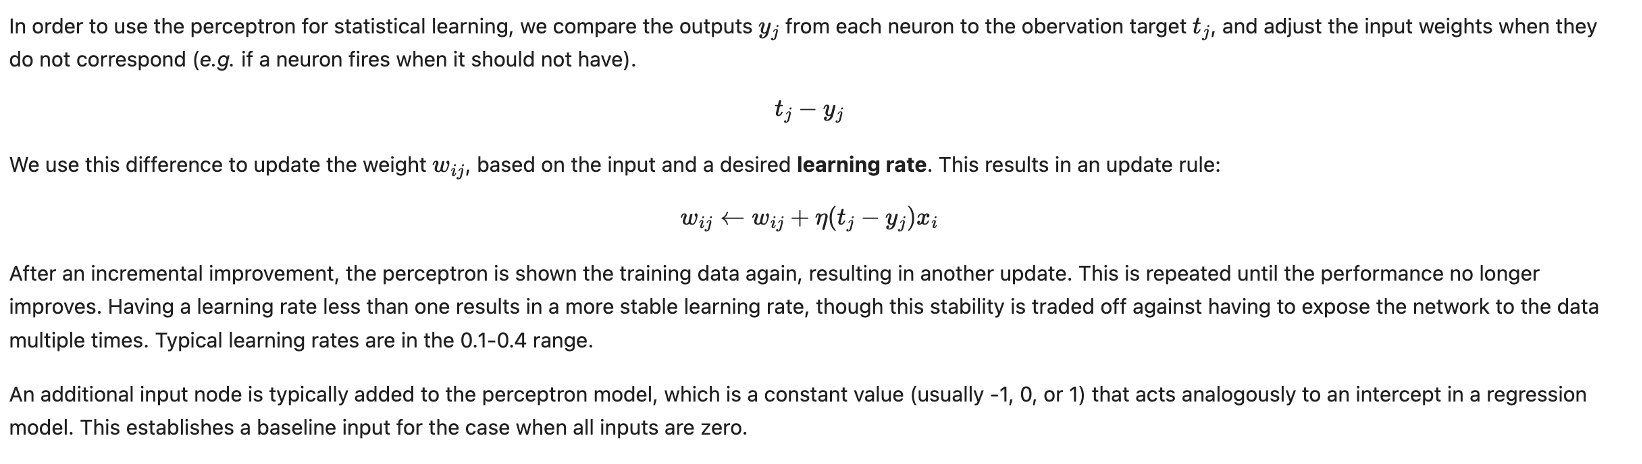 In order to use the perceptron for statistical learning, we compare the outputs y_j from each neuron to the obervation target t_j, and adjust the input weights when they
do not correspond (e.g. if a neuron fires when it should not have).
t_j − y_j
We use this difference to update the weight w_ij, based on the input and a desired learning rate. This results in an update rule:
w_ij ← w_ij + η(t_j − y_j)x_i
After an incremental improvement, the perceptron is shown the training data again, resulting in another update. This is repeated until the performance no longer
improves. Having a learning rate less than one results in a more stable learning rate, though this stability is traded off against having to expose the network to the data
multiple times. Typical learning rates are in the 0.1-0.4 range.
An additional input node is typically added to the perceptron model, which is a constant value (usually -1, 0, or 1) that acts analogously to an intercept in a regression
model. This establishes a baseline input for the case when all inputs are zero.